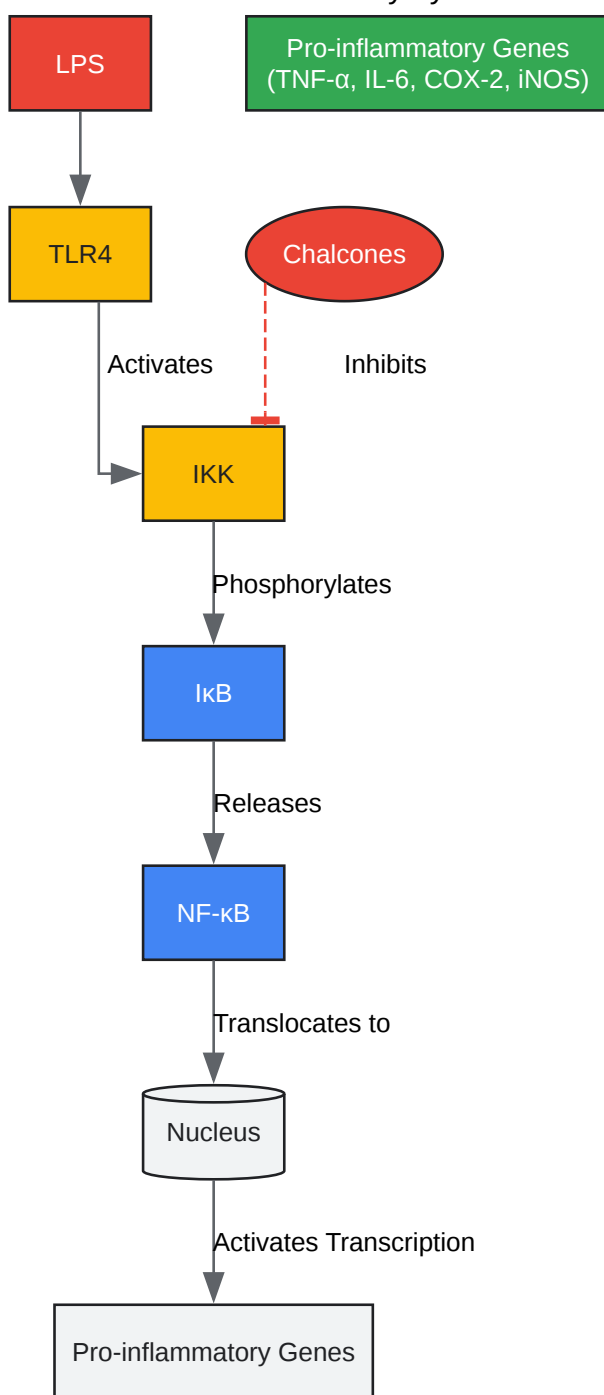 LPS
Pro-inflammatory Genes
(TNF-α, IL-6, COX-2, iNOS)
TLR4
Chalcones
Activates
Inhibits
IKK
Phosphorylates
IκB
Releases
NF-κB
Translocates to
Nucleus
Activates Transcription
Pro-inflammatory Genes